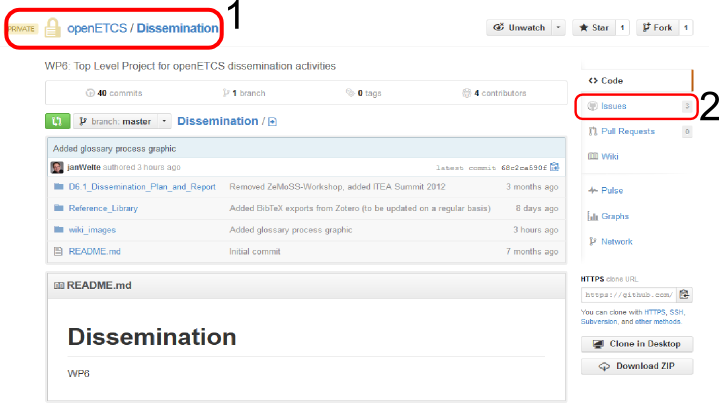 1
PRIVATE openETCS / Dissemination
Unwatch Star 1 Fork 1
WP6: Top Level Project for openETCS dissemination activities
40 commits 1 branch 0 tags 4 contributors
branch: master Dissemination /
Added glossary process graphic
janWelte authored 3 hours ago latest commit 68c2ca590f
D6.1_Dissemination_Plan_and_Report Removed ZeMoSS-Workshop, added ITEA Summit 2012 3 months ago
Reference_Library Added BibTeX exports from Zotero (to be updated on a regular basis) 8 days ago
wiki_images Added glossary process graphic 3 hours ago
README.md Initial commit 7 months ago
README.md
Dissemination
WP6
Code
Issues 3
2
Pull Requests 0
Wiki
Pulse
Graphs
Network
HTTPS clone URL
https://github.com/
You can clone with HTTPS, SSH,
Subversion, and other methods.
Clone in Desktop
Download ZIP